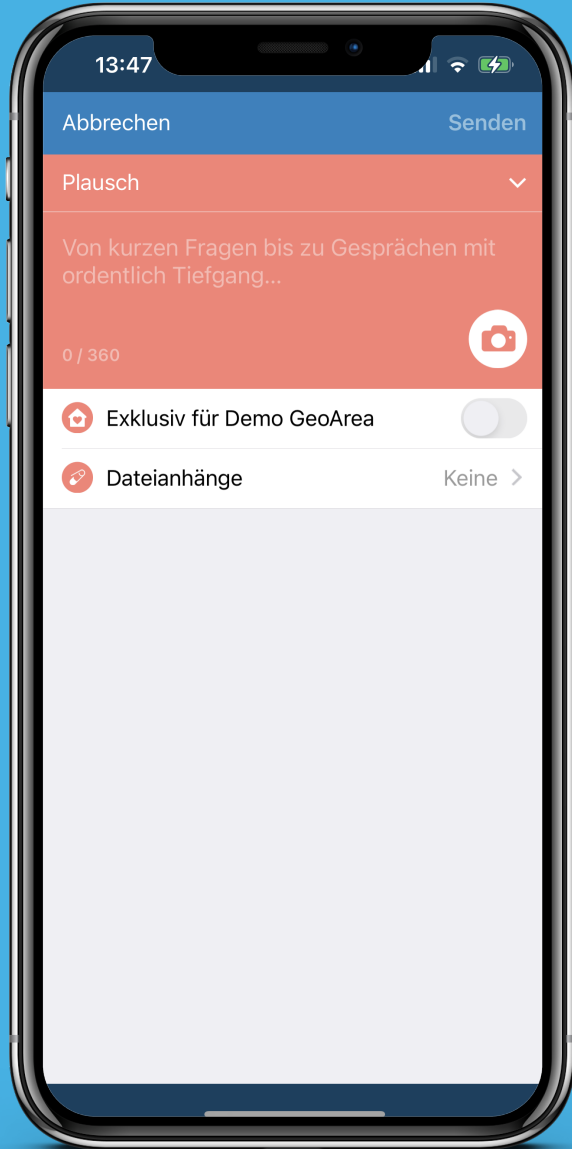 13:47
Abbrechen Senden
Plausch
Von kurzen Fragen bis zu Gesprächen mit
ordentlich Tiefgang...
0 / 360
Exklusiv für Demo GeoArea
Dateianhänge Keine